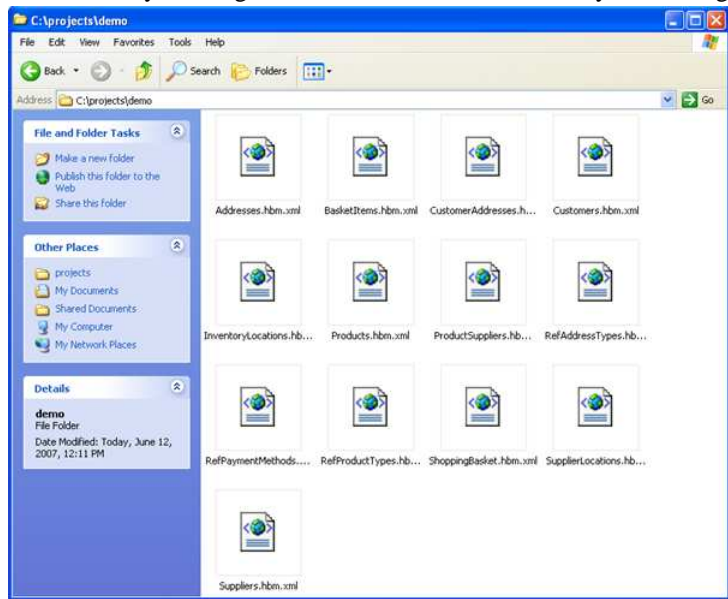 C:\projects\demo
File Edit View Favorites Tools Help
Back Search Folders
Address C:\projects\demo Go
File and Folder Tasks
Make a new folder
Publish this folder to the
Web
Share this folder
Other Places
projects
My Documents
Shared Documents
My Computer
My Network Places
Details
demo
File Folder
Date Modified: Today, June 12,
2007, 12:11 PM
Addresses.hbm.xml BasketItems.hbm.xml CustomerAddresses.h... Customers.hbm.xml
InventoryLocations.hb... Products.hbm.xml ProductSuppliers.hb... RefAddressTypes.hb...
RefPaymentMethods.... RefProductTypes.hb... ShoppingBasket.hbm.xml SupplierLocations.hb...
Suppliers.hbm.xml